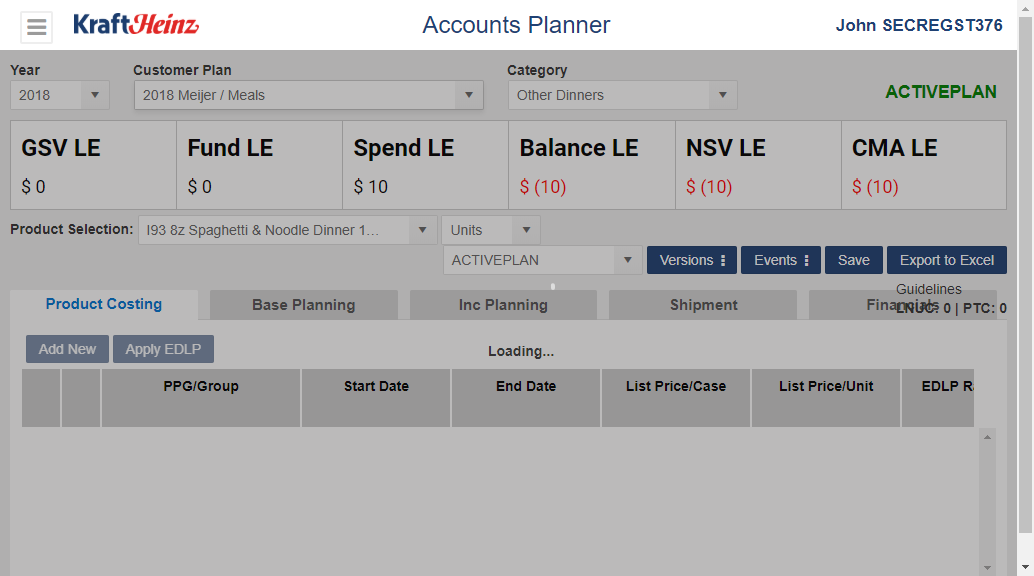 KraftHeinz
Accounts Planner
John SECREGST376
Year
Customer Plan
Category
2018
2018 Meijer / Meals
Other Dinners
ACTIVEPLAN
GSV LE
Fund LE
Spend LE
Balance LE
NSV LE
CMA LE
$ 0
$ 0
$ 10
$ (10)
$ (10)
$ (10)
Product Selection:
I93 8z Spaghetti & Noodle Dinner 1...
Units
ACTIVEPLAN
Versions
Events
Save
Export to Excel
Guidelines
LNUC: 0 | PTC: 0
Product Costing
Base Planning
Inc Planning
Shipment
Financials
Add New
Apply EDLP
Loading...
PPG/Group
Start Date
End Date
List Price/Case
List Price/Unit
EDLP R